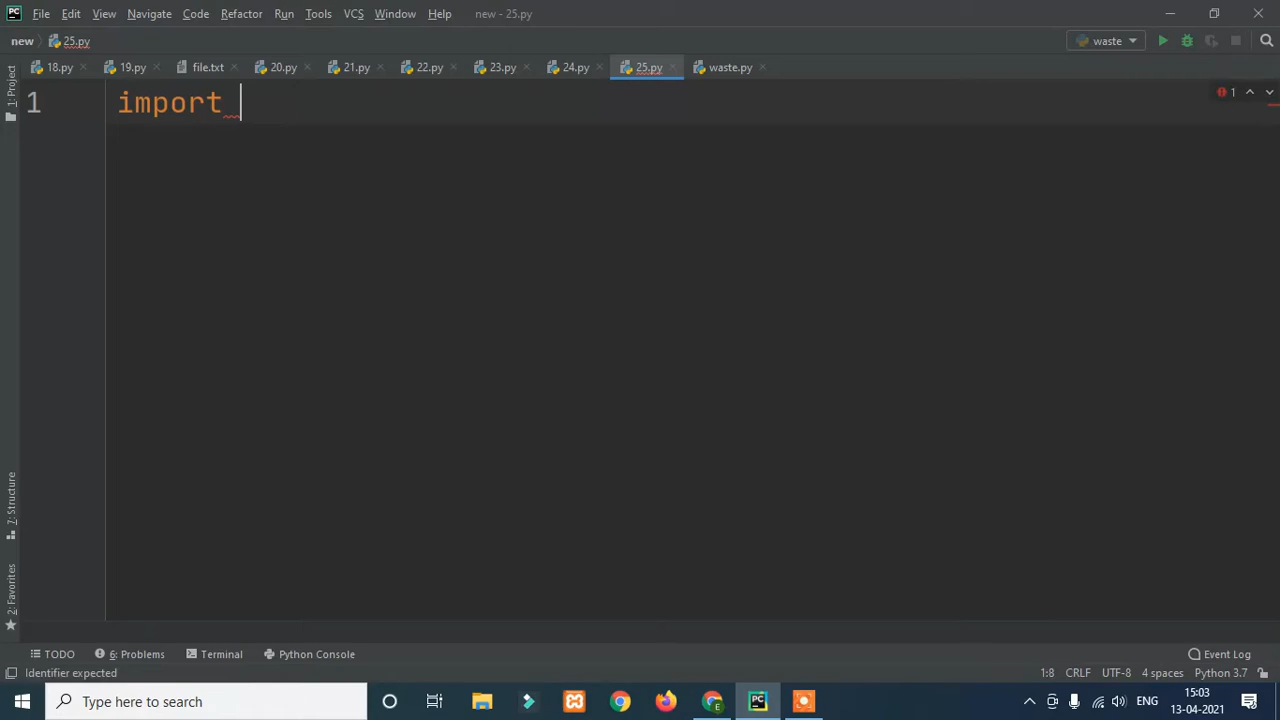 File Edit View Navigate Code Refactor Run Tools VCS Window Help new - 25.py
new 25.py waste
18.py 19.py file.txt 20.py 21.py 22.py 23.py 24.py 25.py waste.py
1: Project
1 import
1
7: Structure
2: Favorites
TODO 6: Problems Terminal Python Console Event Log
Identifier expected 1:8 CRLF UTF-8 4 spaces Python 3.7
Type here to search ENG 15:03
13-04-2021